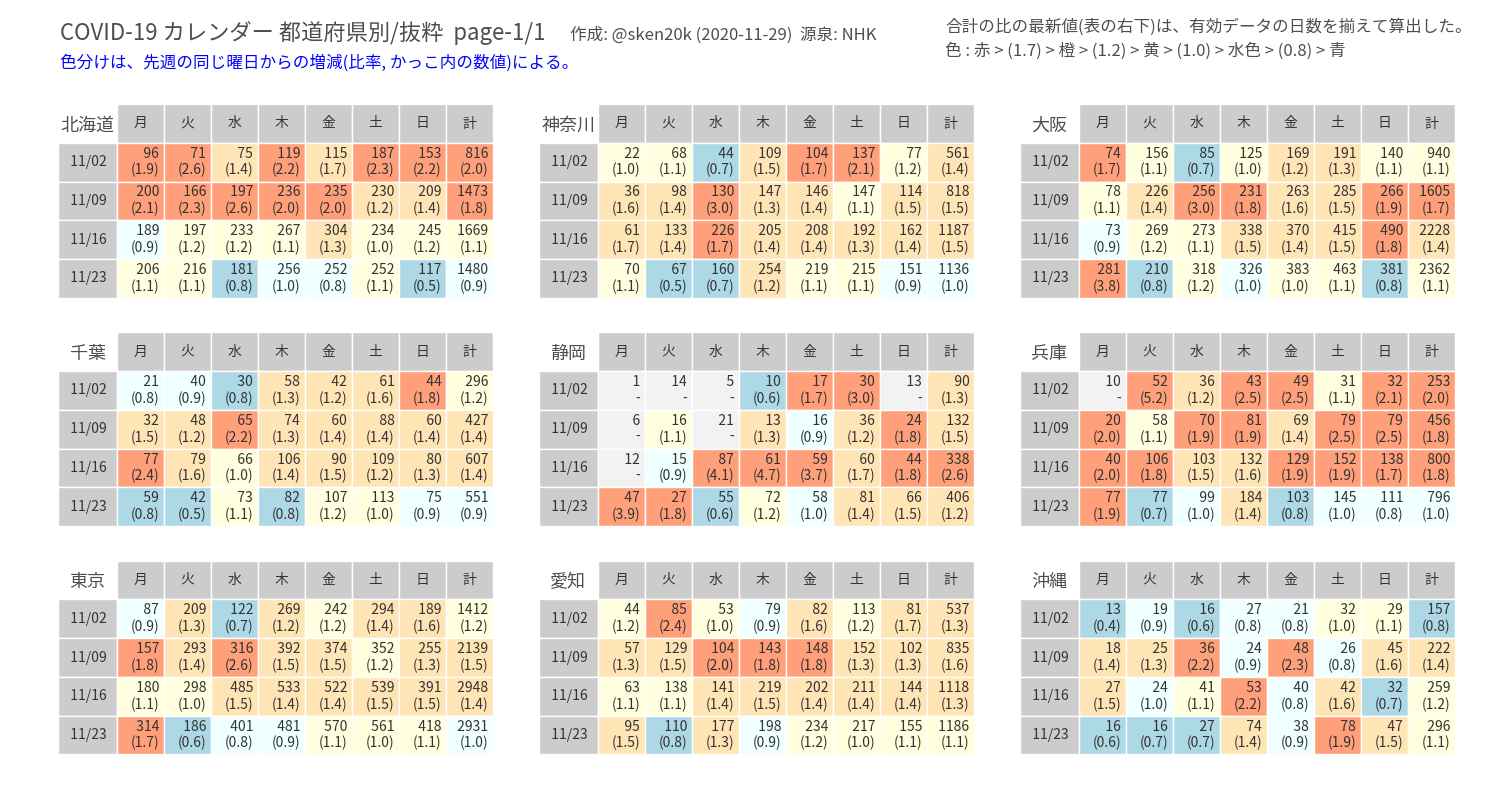 COVID-19 カレンダー 都道府県別/抜粋 page-1/1 作成: @sken20k (2020-11-29) 源泉: NHK
色分けは、先週の同じ曜日からの増減(比率, かっこ内の数値)による。
合計の比の最新値(表の右下)は、有効データの日数を揃えて算出した。
色 : 赤 > (1.7) > 橙 > (1.2) > 黄 > (1.0) > 水色 > (0.8) > 青
北海道 月 火 水 木 金 土 日 計
11/02 96 71 75 119 115 187 153 816
(1.9) (2.6) (1.4) (2.2) (1.7) (2.3) (2.2) (2.0)
11/09 200 166 197 236 235 230 209 1473
(2.1) (2.3) (2.6) (2.0) (2.0) (1.2) (1.4) (1.8)
11/16 189 197 233 267 304 234 245 1669
(0.9) (1.2) (1.2) (1.1) (1.3) (1.0) (1.2) (1.1)
11/23 206 216 181 256 252 252 117 1480
(1.1) (1.1) (0.8) (1.0) (0.8) (1.1) (0.5) (0.9)
神奈川 月 火 水 木 金 土 日 計
11/02 22 68 44 109 104 137 77 561
(1.0) (1.1) (0.7) (1.5) (1.7) (2.1) (1.2) (1.4)
11/09 36 98 130 147 146 147 114 818
(1.6) (1.4) (3.0) (1.3) (1.4) (1.1) (1.5) (1.5)
11/16 61 133 226 205 208 192 162 1187
(1.7) (1.4) (1.7) (1.4) (1.4) (1.3) (1.4) (1.5)
11/23 70 67 160 254 219 215 151 1136
(1.1) (0.5) (0.7) (1.2) (1.1) (1.1) (0.9) (1.0)
大阪 月 火 水 木 金 土 日 計
11/02 74 156 85 125 169 191 140 940
(1.7) (1.1) (0.7) (1.0) (1.2) (1.3) (1.1) (1.1)
11/09 78 226 256 231 263 285 266 1605
(1.1) (1.4) (3.0) (1.8) (1.6) (1.5) (1.9) (1.7)
11/16 73 269 273 338 370 415 490 2228
(0.9) (1.2) (1.1) (1.5) (1.4) (1.5) (1.8) (1.4)
11/23 281 210 318 326 383 463 381 2362
(3.8) (0.8) (1.2) (1.0) (1.0) (1.1) (0.8) (1.1)
千葉 月 火 水 木 金 土 日 計
11/02 21 40 30 58 42 61 44 296
(0.8) (0.9) (0.8) (1.3) (1.2) (1.6) (1.8) (1.2)
11/09 32 48 65 74 60 88 60 427
(1.5) (1.2) (2.2) (1.3) (1.4) (1.4) (1.4) (1.4)
11/16 77 79 66 106 90 109 80 607
(2.4) (1.6) (1.0) (1.4) (1.5) (1.2) (1.3) (1.4)
11/23 59 42 73 82 107 113 75 551
(0.8) (0.5) (1.1) (0.8) (1.2) (1.0) (0.9) (0.9)
静岡 月 火 水 木 金 土 日 計
11/02 1 14 5 10 17 30 13 90
- - - (0.6) (1.7) (3.0) - (1.3)
11/09 6 16 21 13 16 36 24 132
- (1.1) - (1.3) (0.9) (1.2) (1.8) (1.5)
11/16 12 15 87 61 59 60 44 338
- (0.9) (4.1) (4.7) (3.7) (1.7) (1.8) (2.6)
11/23 47 27 55 72 58 81 66 406
(3.9) (1.8) (0.6) (1.2) (1.0) (1.4) (1.5) (1.2)
兵庫 月 火 水 木 金 土 日 計
11/02 10 52 36 43 49 31 32 253
- (5.2) (1.2) (2.5) (2.5) (1.1) (2.1) (2.0)
11/09 20 58 70 81 69 79 79 456
(2.0) (1.1) (1.9) (1.9) (1.4) (2.5) (2.5) (1.8)
11/16 40 106 103 132 129 152 138 800
(2.0) (1.8) (1.5) (1.6) (1.9) (1.9) (1.7) (1.8)
11/23 77 77 99 184 103 145 111 796
(1.9) (0.7) (1.0) (1.4) (0.8) (1.0) (0.8) (1.0)
東京 月 火 水 木 金 土 日 計
11/02 87 209 122 269 242 294 189 1412
(0.9) (1.3) (0.7) (1.2) (1.2) (1.4) (1.6) (1.2)
11/09 157 293 316 392 374 352 255 2139
(1.8) (1.4) (2.6) (1.5) (1.5) (1.2) (1.3) (1.5)
11/16 180 298 485 533 522 539 391 2948
(1.1) (1.0) (1.5) (1.4) (1.4) (1.5) (1.5) (1.4)
11/23 314 186 401 481 570 561 418 2931
(1.7) (0.6) (0.8) (0.9) (1.1) (1.0) (1.1) (1.0)
愛知 月 火 水 木 金 土 日 計
11/02 44 85 53 79 82 113 81 537
(1.2) (2.4) (1.0) (0.9) (1.6) (1.2) (1.7) (1.3)
11/09 57 129 104 143 148 152 102 835
(1.3) (1.5) (2.0) (1.8) (1.8) (1.3) (1.3) (1.6)
11/16 63 138 141 219 202 211 144 1118
(1.1) (1.1) (1.4) (1.5) (1.4) (1.4) (1.4) (1.3)
11/23 95 110 177 198 234 217 155 1186
(1.5) (0.8) (1.3) (0.9) (1.2) (1.0) (1.1) (1.1)
沖縄 月 火 水 木 金 土 日 計
11/02 13 19 16 27 21 32 29 157
(0.4) (0.9) (0.6) (0.8) (0.8) (1.0) (1.1) (0.8)
11/09 18 25 36 24 48 26 45 222
(1.4) (1.3) (2.2) (0.9) (2.3) (0.8) (1.6) (1.4)
11/16 27 24 41 53 40 42 32 259
(1.5) (1.0) (1.1) (2.2) (0.8) (1.6) (0.7) (1.2)
11/23 16 16 27 74 38 78 47 296
(0.6) (0.7) (0.7) (1.4) (0.9) (1.9) (1.5) (1.1)